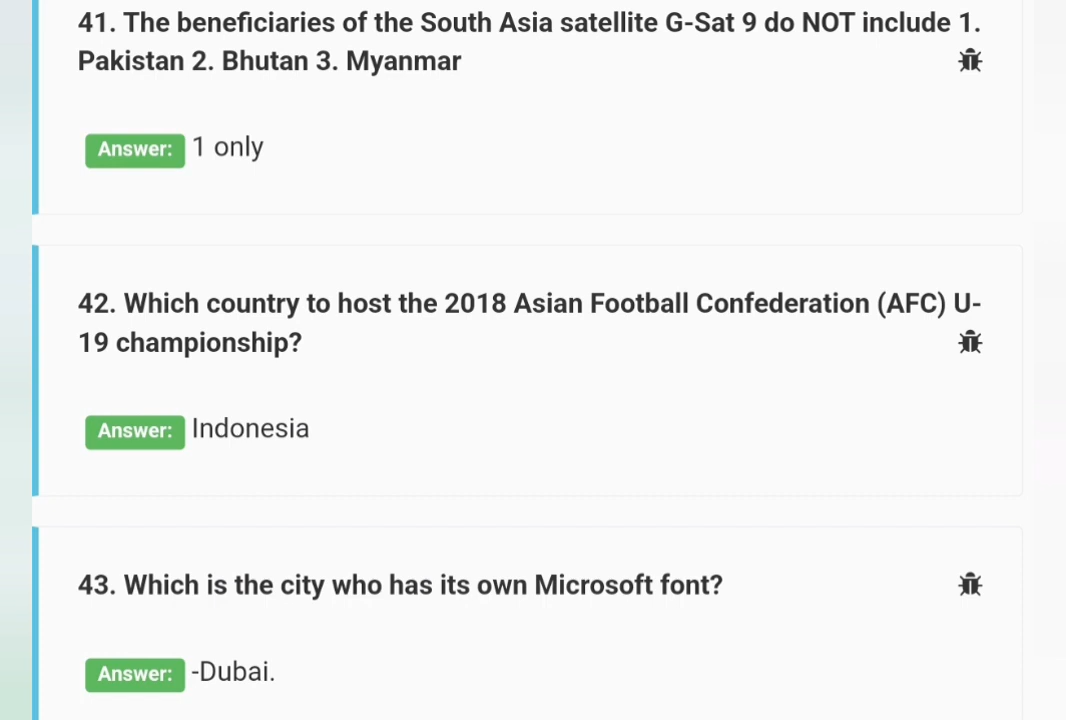 41. The beneficiaries of the South Asia satellite G-Sat 9 do NOT include 1.
Pakistan 2. Bhutan 3. Myanmar
Answer: 1 only
42. Which country to host the 2018 Asian Football Confederation (AFC) U-
19 championship?
Answer: Indonesia
43. Which is the city who has its own Microsoft font?
Answer: -Dubai.